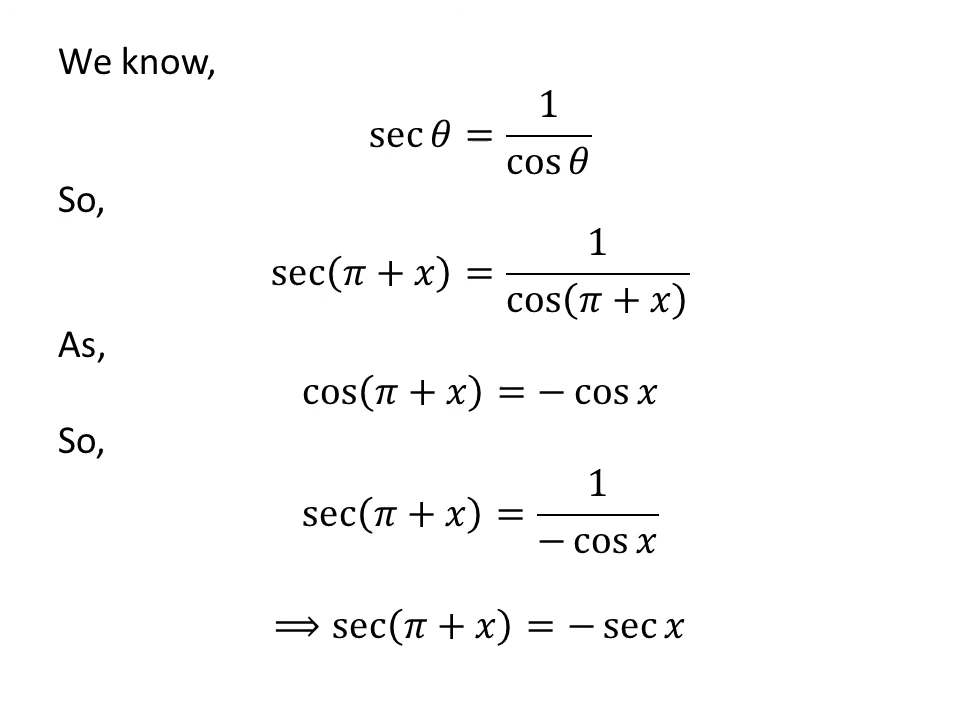 We know,
sec θ = 1/cos θ
So,
sec(π + x) = 1/cos(π + x)
As,
cos(π + x) = − cos x
So,
sec(π + x) = 1/− cos x
⟹ sec(π + x) = − sec x